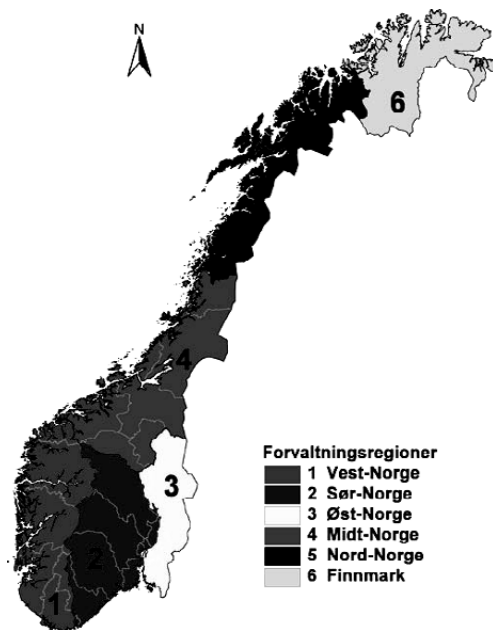 N
6
4
3
2
1
Forvaltningsregioner
1 Vest-Norge
2 Sør-Norge
3 Øst-Norge
4 Midt-Norge
5 Nord-Norge
6 Finnmark